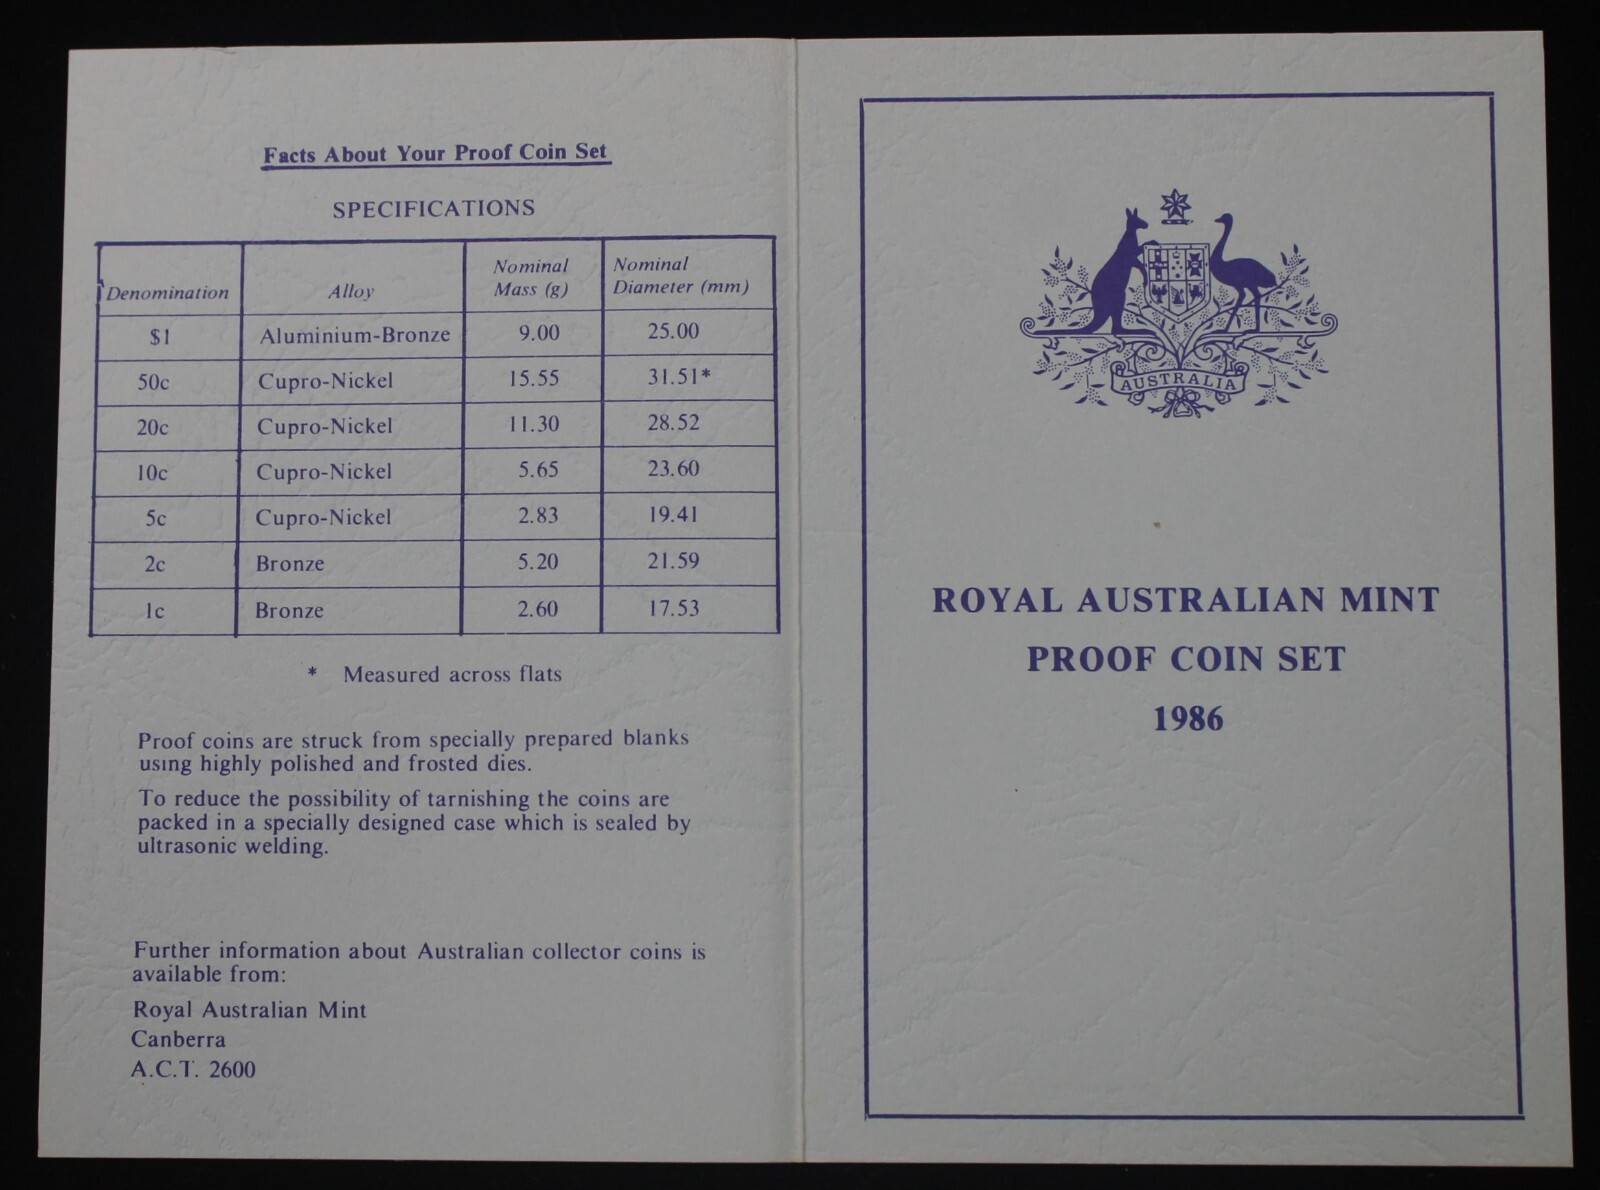 Facts About Your Proof Coin Set
SPECIFICATIONS
Denomination Alloy Nominal Mass (g) Nominal Diameter (mm)
$1 Aluminium-Bronze 9.00 25.00
50c Cupro-Nickel 15.55 31.51*
20c Cupro-Nickel 11.30 28.52
10c Cupro-Nickel 5.65 23.60
5c Cupro-Nickel 2.83 19.41
2c Bronze 5.20 21.59
1c Bronze 2.60 17.53
* Measured across flats
Proof coins are struck from specially prepared blanks
using highly polished and frosted dies.
To reduce the possibility of tarnishing the coins are
packed in a specially designed case which is sealed by
ultrasonic welding.
Further information about Australian collector coins is
available from:
Royal Australian Mint
Canberra
A.C.T. 2600
AUSTRALIA
ROYAL AUSTRALIAN MINT
PROOF COIN SET
1986